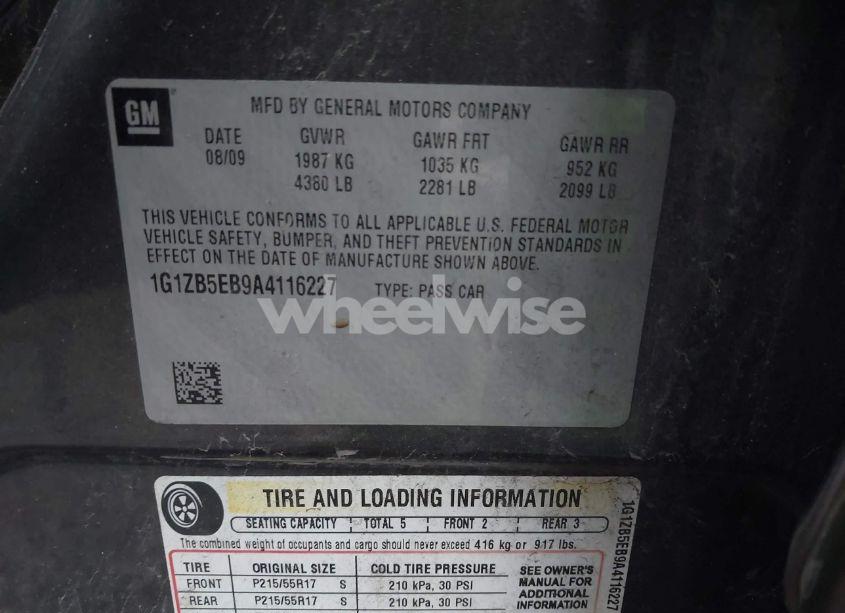 GM
MFD BY GENERAL MOTORS COMPANY
DATE GVWR GAWR FRT GAWR RR
08/09 1987 KG 1035 KG 952 KG
4380 LB 2281 LB 2099 LB
THIS VEHICLE CONFORMS TO ALL APPLICABLE U.S. FEDERAL MOTOR
VEHICLE SAFETY, BUMPER, AND THEFT PREVENTION STANDARDS IN
EFFECT ON THE DATE OF MANUFACTURE SHOWN ABOVE.
1G1ZB5EB9A4116227 TYPE: PASS CAR
wheelwise
TIRE AND LOADING INFORMATION
SEATING CAPACITY TOTAL 5 FRONT 2 REAR 3
The combined weight of occupants and cargo should never exceed 416 kg or 917 lbs.
TIRE ORIGINAL SIZE COLD TIRE PRESSURE
FRONT P215/55R17 S 210 kPa, 30 PSI
REAR P215/55R17 S 210 kPa, 30 PSI
SEE OWNER'S
MANUAL FOR
ADDITIONAL
INFORMATION
1G1ZB5EB9A4116227